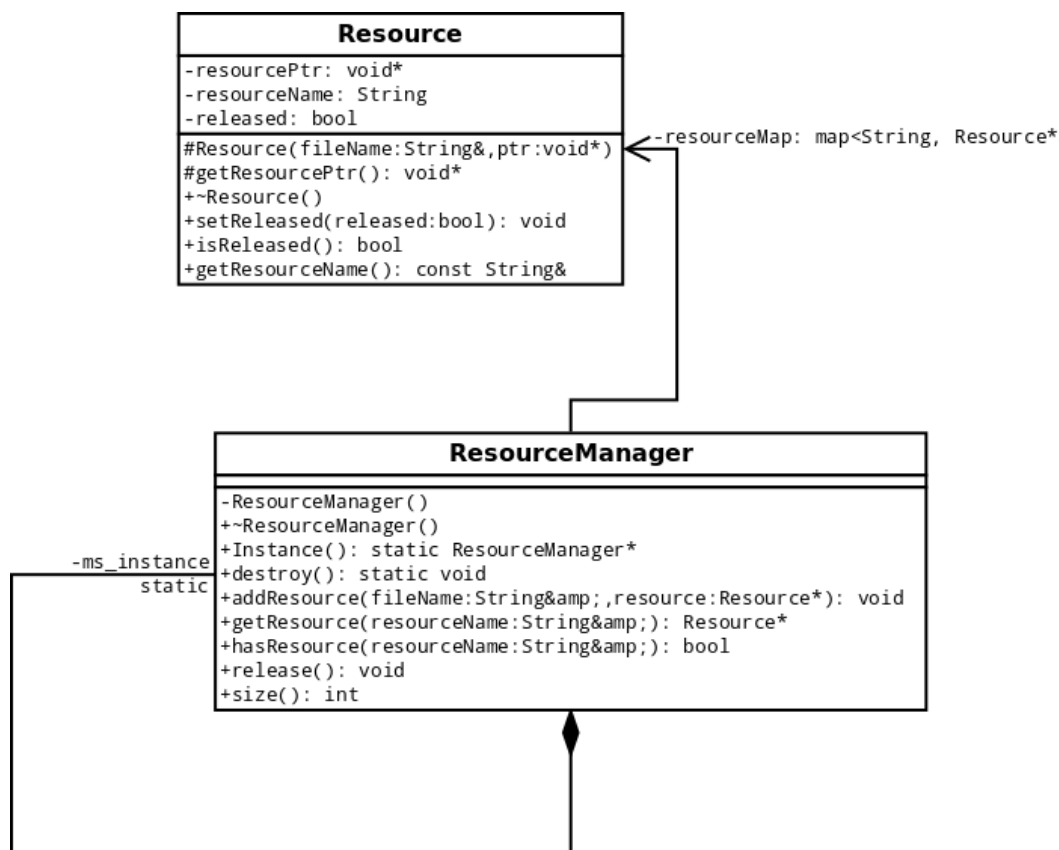 Resource
-resourcePtr: void*
-resourceName: String
-released: bool
#Resource(fileName:String&,ptr:void*)
#getResourcePtr(): void*
+~Resource()
+setReleased(released:bool): void
+isReleased(): bool
+getResourceName(): const String&
-resourceMap: map<String, Resource*
ResourceManager
-ResourceManager()
+~ResourceManager()
+Instance(): static ResourceManager*
+destroy(): static void
+addResource(fileName:String&amp;,resource:Resource*): void
+getResource(resourceName:String&amp;): Resource*
+hasResource(resourceName:String&amp;): bool
+release(): void
+size(): int
-ms_instance
static